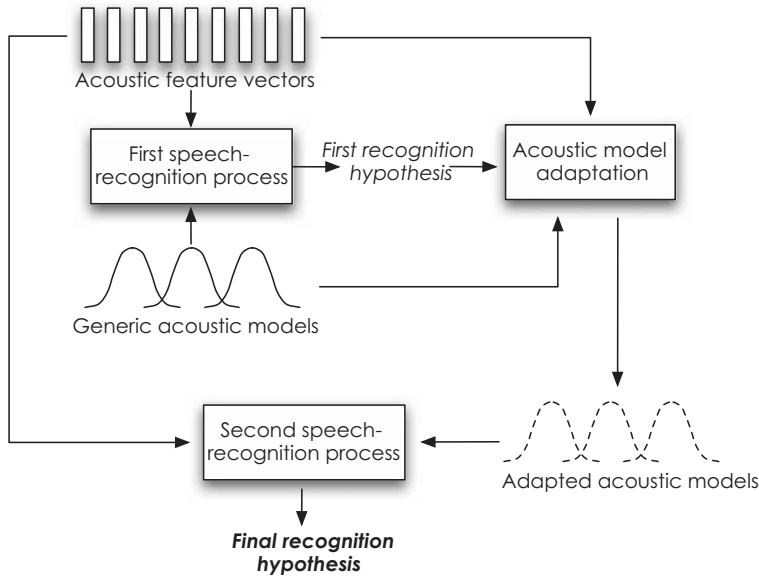 Acoustic feature vectors
First speech-
recognition process
First recognition
hypothesis
Acoustic model
adaptation
Generic acoustic models
Second speech-
recognition process
Adapted acoustic models
Final recognition
hypothesis